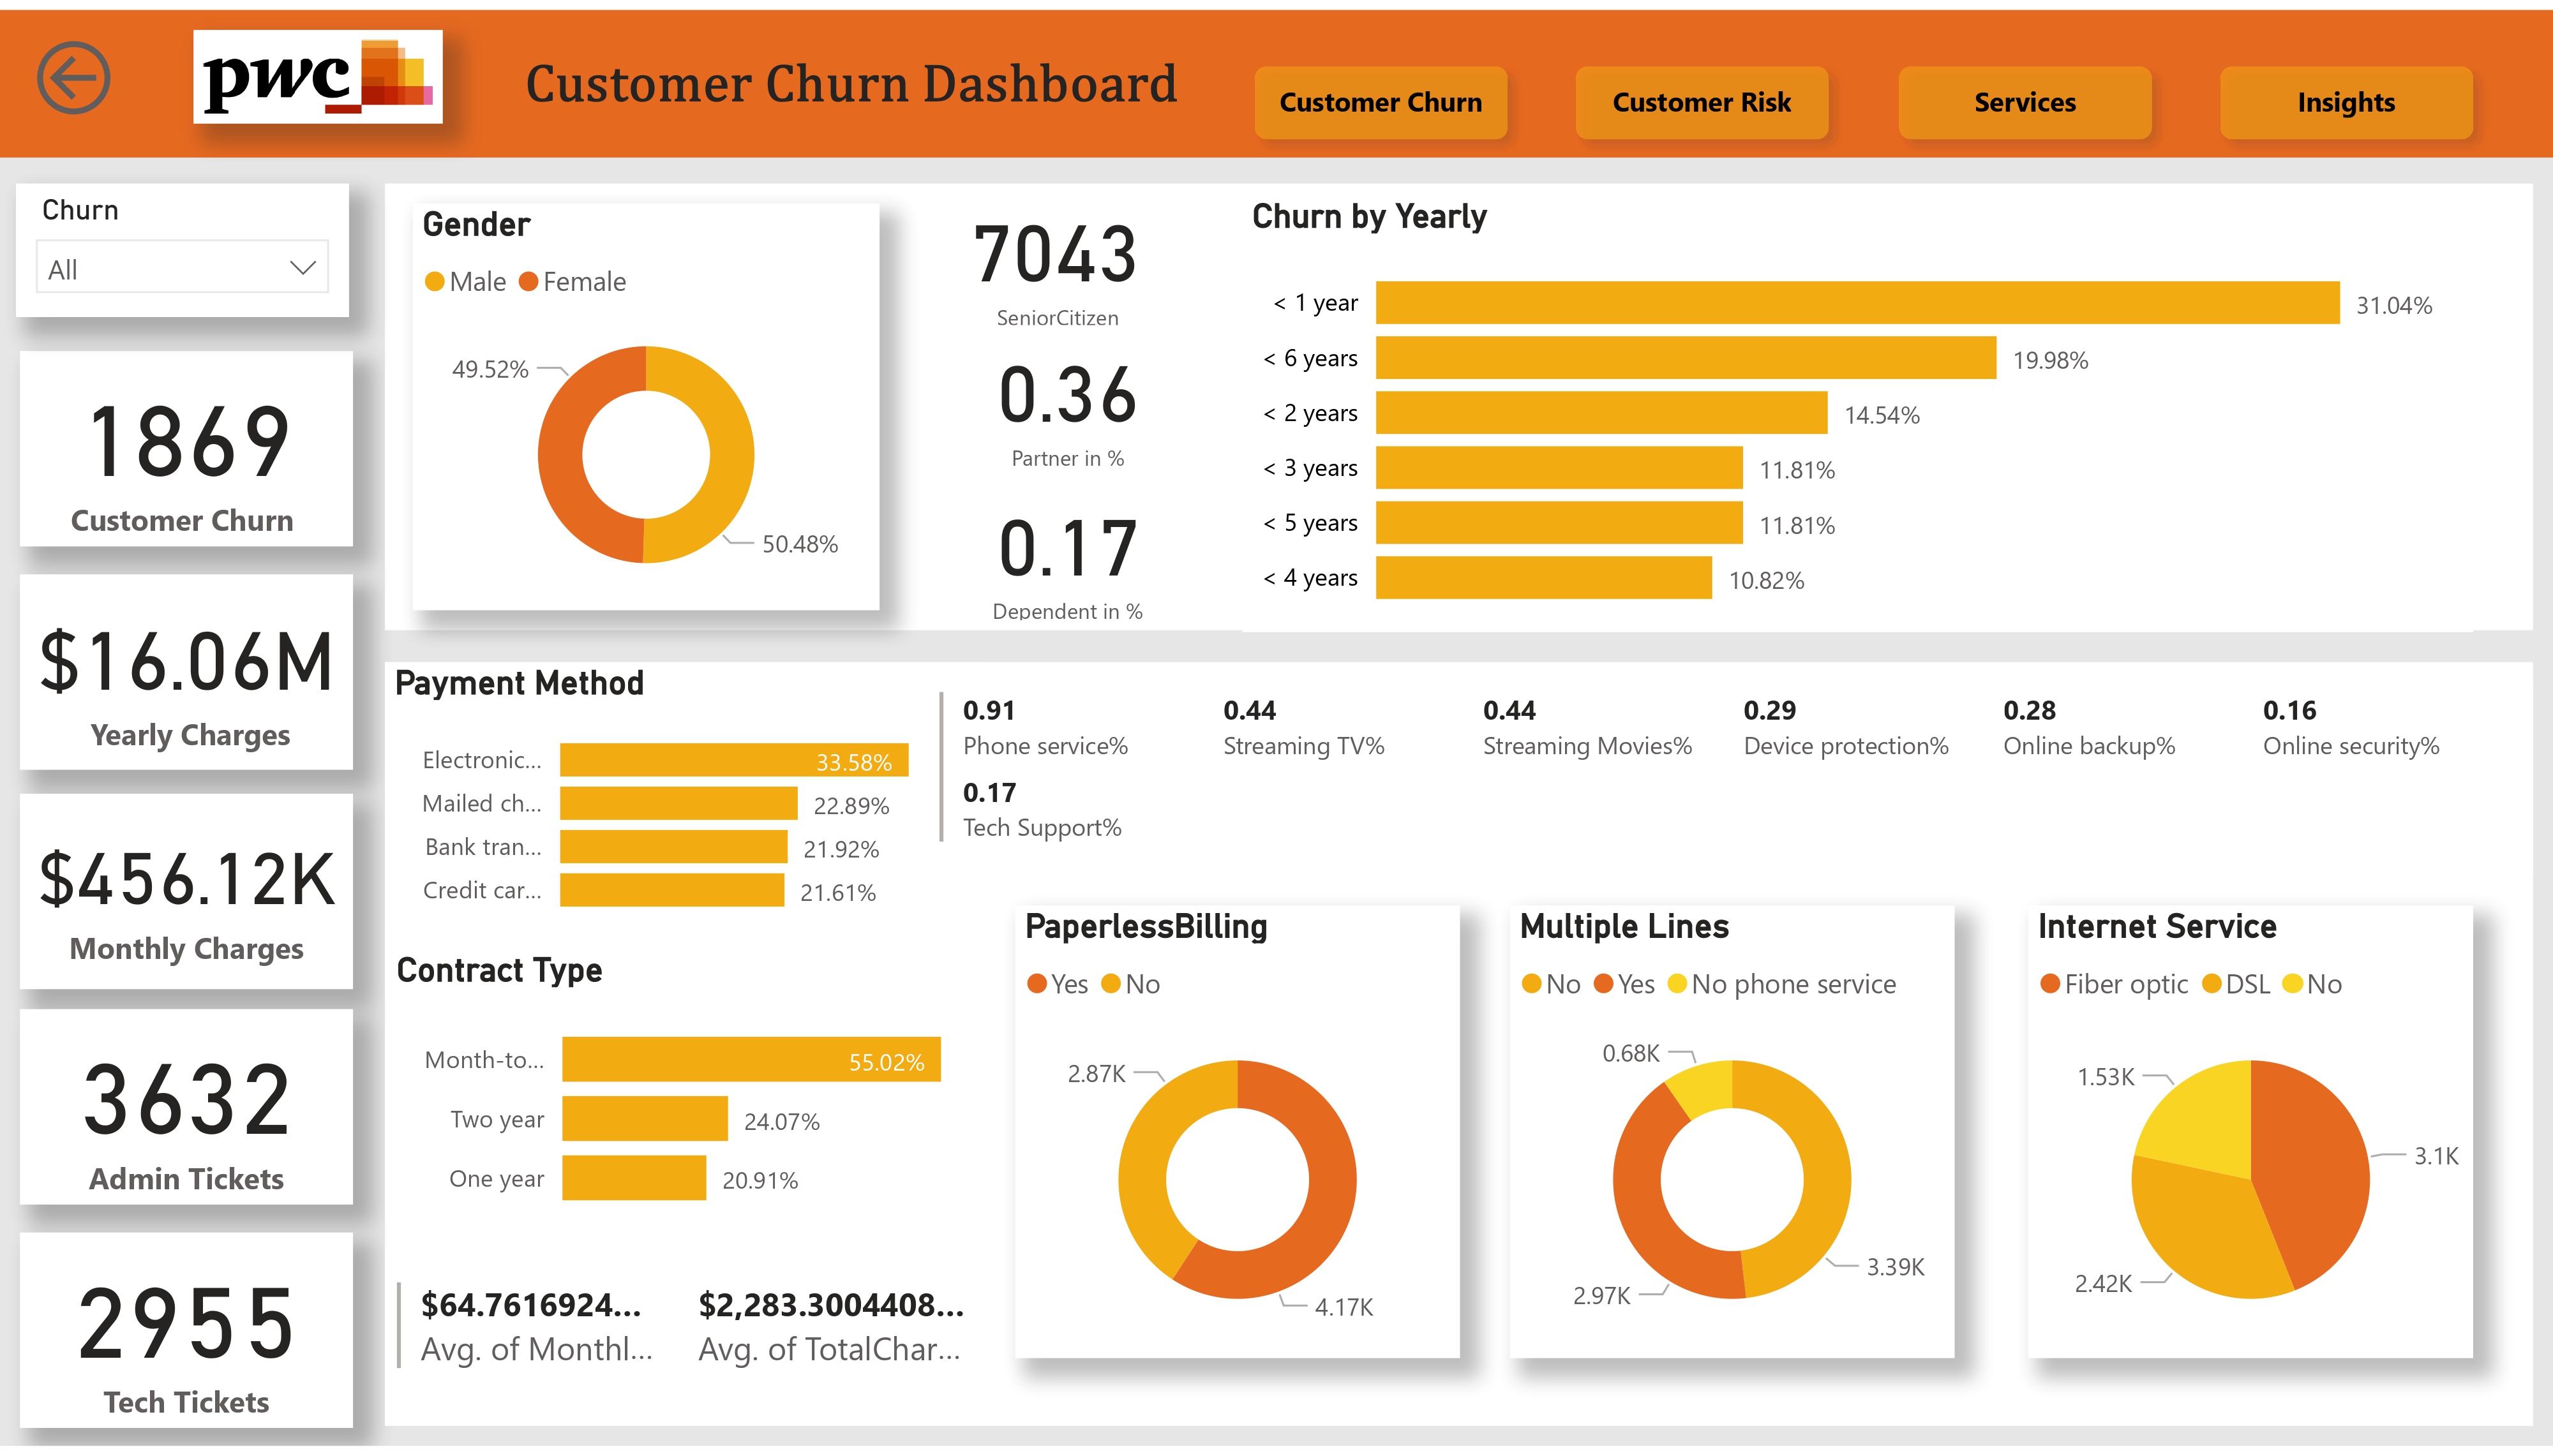 pwc
Customer Churn Dashboard
Customer Churn
Customer Risk
Services
Insights
Churn
All
1869
Customer Churn
$16.06M
Yearly Charges
$456.12K
Monthly Charges
3632
Admin Tickets
2955
Tech Tickets
Gender
Male Female
49.52%
50.48%
7043
SeniorCitizen
0.36
Partner in %
0.17
Dependent in %
Churn by Yearly
< 1 year 31.04%
< 6 years 19.98%
< 2 years 14.54%
< 3 years 11.81%
< 5 years 11.81%
< 4 years 10.82%
Payment Method
Electronic... 33.58%
Mailed ch... 22.89%
Bank tran... 21.92%
Credit car... 21.61%
0.91
Phone service%
0.44
Streaming TV%
0.44
Streaming Movies%
0.29
Device protection%
0.28
Online backup%
0.16
Online security%
0.17
Tech Support%
Contract Type
Month-to... 55.02%
Two year 24.07%
One year 20.91%
$64.7616924...
Avg. of Monthl...
$2,283.3004408...
Avg. of TotalChar...
PaperlessBilling
Yes No
2.87K
4.17K
Multiple Lines
No Yes No phone service
0.68K
3.39K
2.97K
Internet Service
Fiber optic DSL No
1.53K
3.1K
2.42K